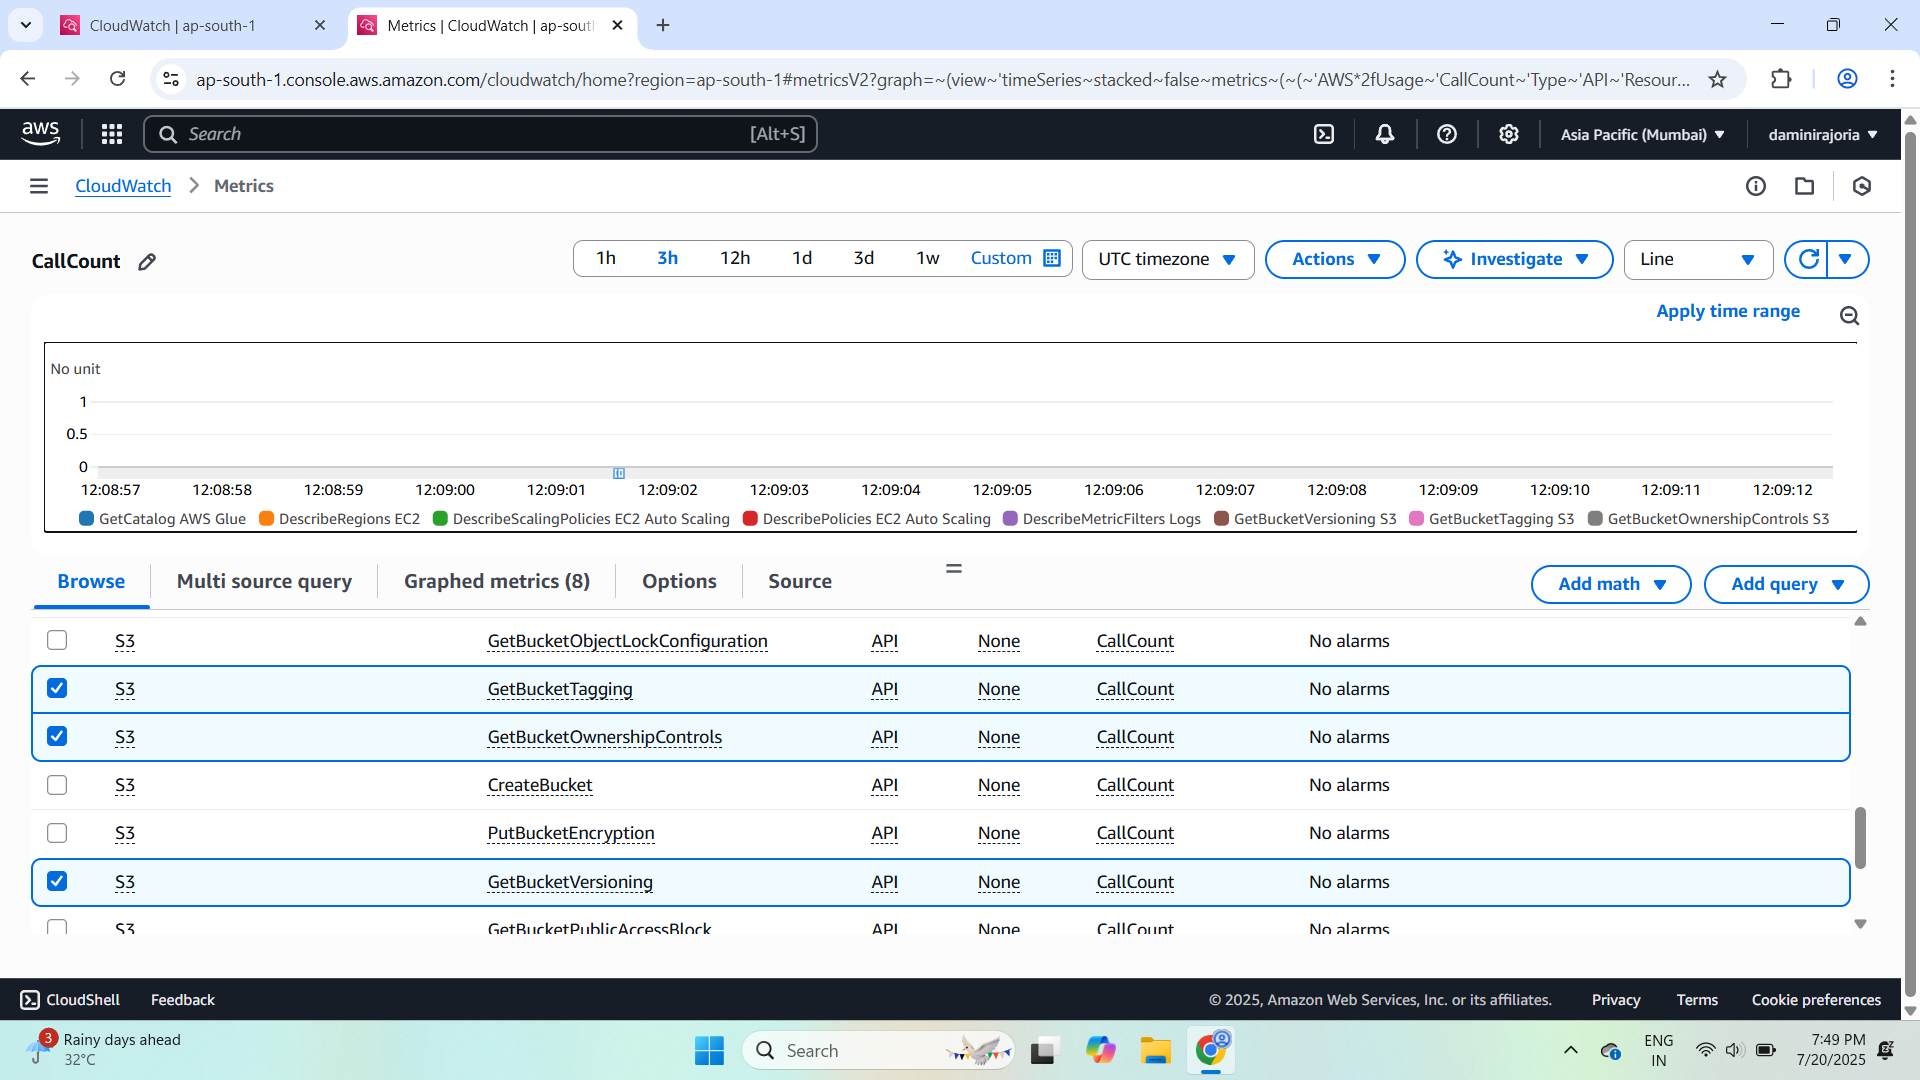 CloudWatch | ap-south-1
Metrics | CloudWatch | ap-sout
ap-south-1.console.aws.amazon.com/cloudwatch/home?region=ap-south-1#metricsV2?graph=~(view~'timeSeries~stacked~false~metrics~(~(~'AWS*2fUsage~'CallCount~'Type~'API~'Resour...
aws Search [Alt+S] Asia Pacific (Mumbai) daminirajoria
CloudWatch Metrics
CallCount 1h 3h 12h 1d 3d 1w Custom UTC timezone Actions Investigate Line
Apply time range
No unit
1
0.5
0
12:08:57 12:08:58 12:08:59 12:09:00 12:09:01 12:09:02 12:09:03 12:09:04 12:09:05 12:09:06 12:09:07 12:09:08 12:09:09 12:09:10 12:09:11 12:09:12
GetCatalog AWS Glue DescribeRegions EC2 DescribeScalingPolicies EC2 Auto Scaling DescribePolicies EC2 Auto Scaling DescribeMetricFilters Logs GetBucketVersioning S3 GetBucketTagging S3 GetBucketOwnershipControls S3
Browse Multi source query Graphed metrics (8) Options Source Add math Add query
S3 GetBucketObjectLockConfiguration API None CallCount No alarms
S3 GetBucketTagging API None CallCount No alarms
S3 GetBucketOwnershipControls API None CallCount No alarms
S3 CreateBucket API None CallCount No alarms
S3 PutBucketEncryption API None CallCount No alarms
S3 GetBucketVersioning API None CallCount No alarms
S3 GetBucketPublicAccessBlock API None CallCount No alarms
CloudShell Feedback © 2025, Amazon Web Services, Inc. or its affiliates. Privacy Terms Cookie preferences
3 Rainy days ahead
32°C
Search
ENG
IN
7:49 PM
7/20/2025